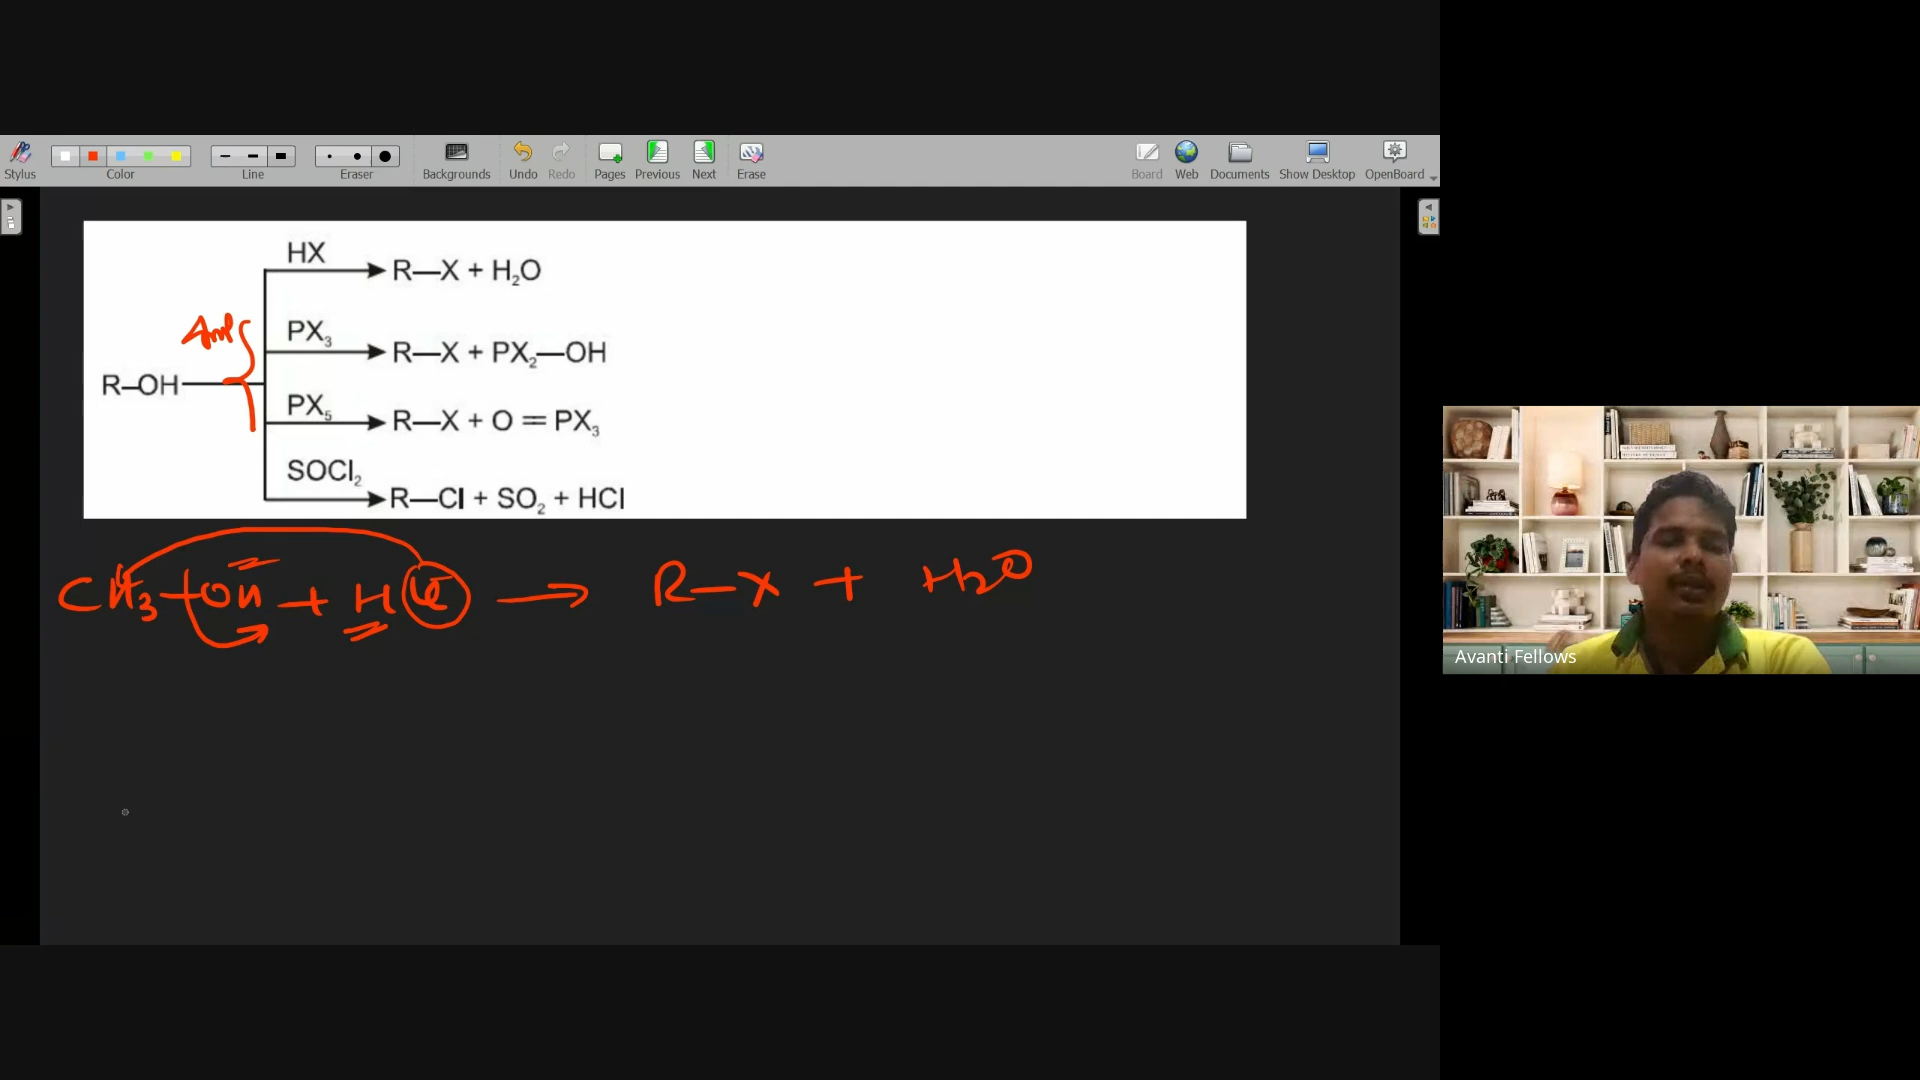 Stylus Color Line Eraser Backgrounds Undo Redo Pages Previous Next Erase Board Web Documents Show Desktop OpenBoard
HX
R—X + H₂O
PX₃
R—X + PX₂—OH
R—OH
PX₅
R—X + O = PX₃
SOCl₂
R—Cl + SO₂ + HCl
CH₃—OH + HCl → R—X + H₂O
Avanti Fellows